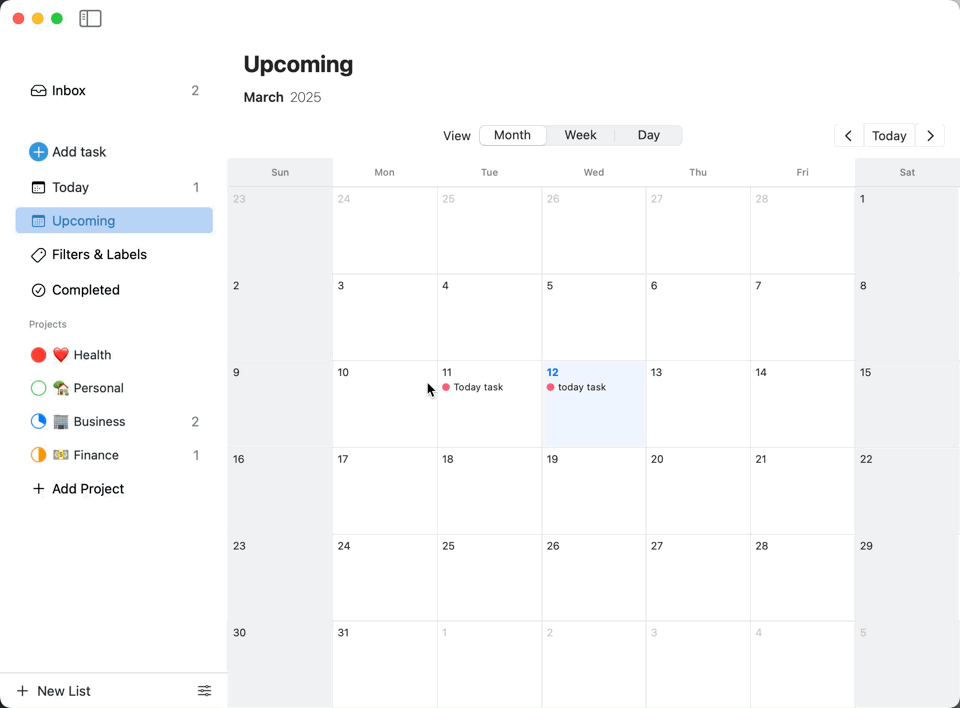 Inbox 2
Add task
Today 1
Upcoming
Filters & Labels
Completed
Projects
Health
Personal
Business 2
Finance 1
Add Project
New List
Upcoming
March 2025
View Month Week Day
Today
Sun Mon Tue Wed Thu Fri Sat
23 24 25 26 27 28 1
2 3 4 5 6 7 8
9 10 11 12 13 14 15
Today task today task
16 17 18 19 20 21 22
23 24 25 26 27 28 29
30 31 1 2 3 4 5